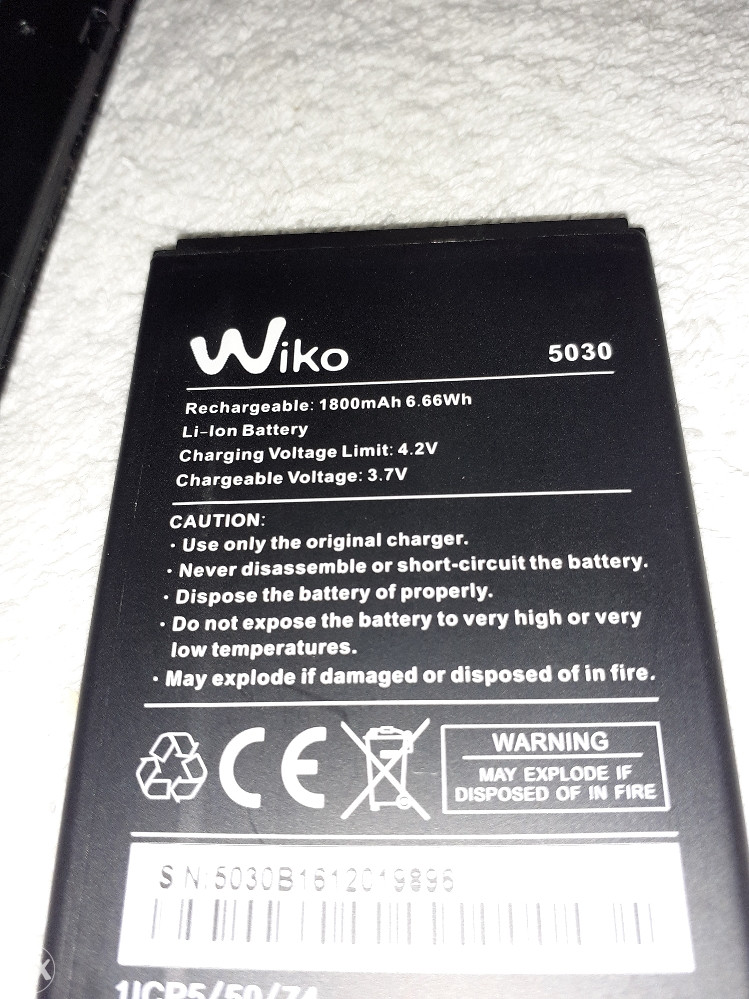 Wiko 5030
Rechargeable: 1800mAh 6.66Wh
Li-Ion Battery
Charging Voltage Limit: 4.2V
Chargeable Voltage: 3.7V
CAUTION:
· Use only the original charger.
· Never disassemble or short-circuit the battery.
· Dispose the battery of properly.
· Do not expose the battery to very high or very
low temperatures.
· May explode if damaged or disposed of in fire.
CE
WARNING
MAY EXPLODE IF
DISPOSED OF IN FIRE
S N:5030B1612019896
1ICP5/50/74